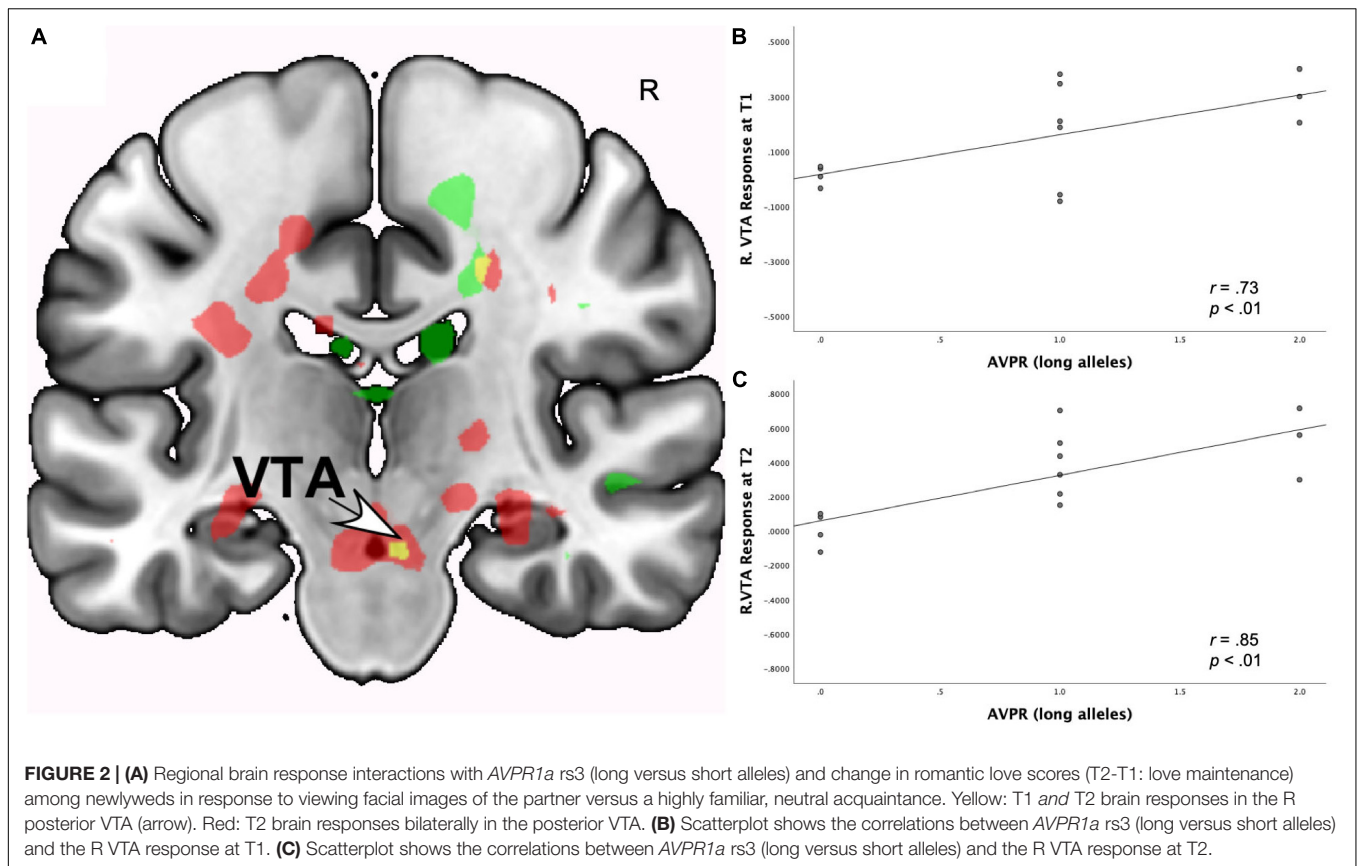 A
R
VTA
B
R. VTA Response at T1
.5000
.3000
.1000
-.1000
-.3000
-.5000
.0
.5
1.0
1.5
2.0
AVPR (long alleles)
r = .73
p < .01
C
R.VTA Response at T2
.8000
.6000
.4000
.2000
.0000
-.2000
-.4000
-.6000
-.8000
.0
.5
1.0
1.5
2.0
AVPR (long alleles)
r = .85
p < .01
FIGURE 2 | (A) Regional brain response interactions with AVPR1a rs3 (long versus short alleles) and change in romantic love scores (T2-T1: love maintenance)
among newlyweds in response to viewing facial images of the partner versus a highly familiar, neutral acquaintance. Yellow: T1 and T2 brain responses in the R
posterior VTA (arrow). Red: T2 brain responses bilaterally in the posterior VTA. (B) Scatterplot shows the correlations between AVPR1a rs3 (long versus short alleles)
and the R VTA response at T1. (C) Scatterplot shows the correlations between AVPR1a rs3 (long versus short alleles) and the R VTA response at T2.